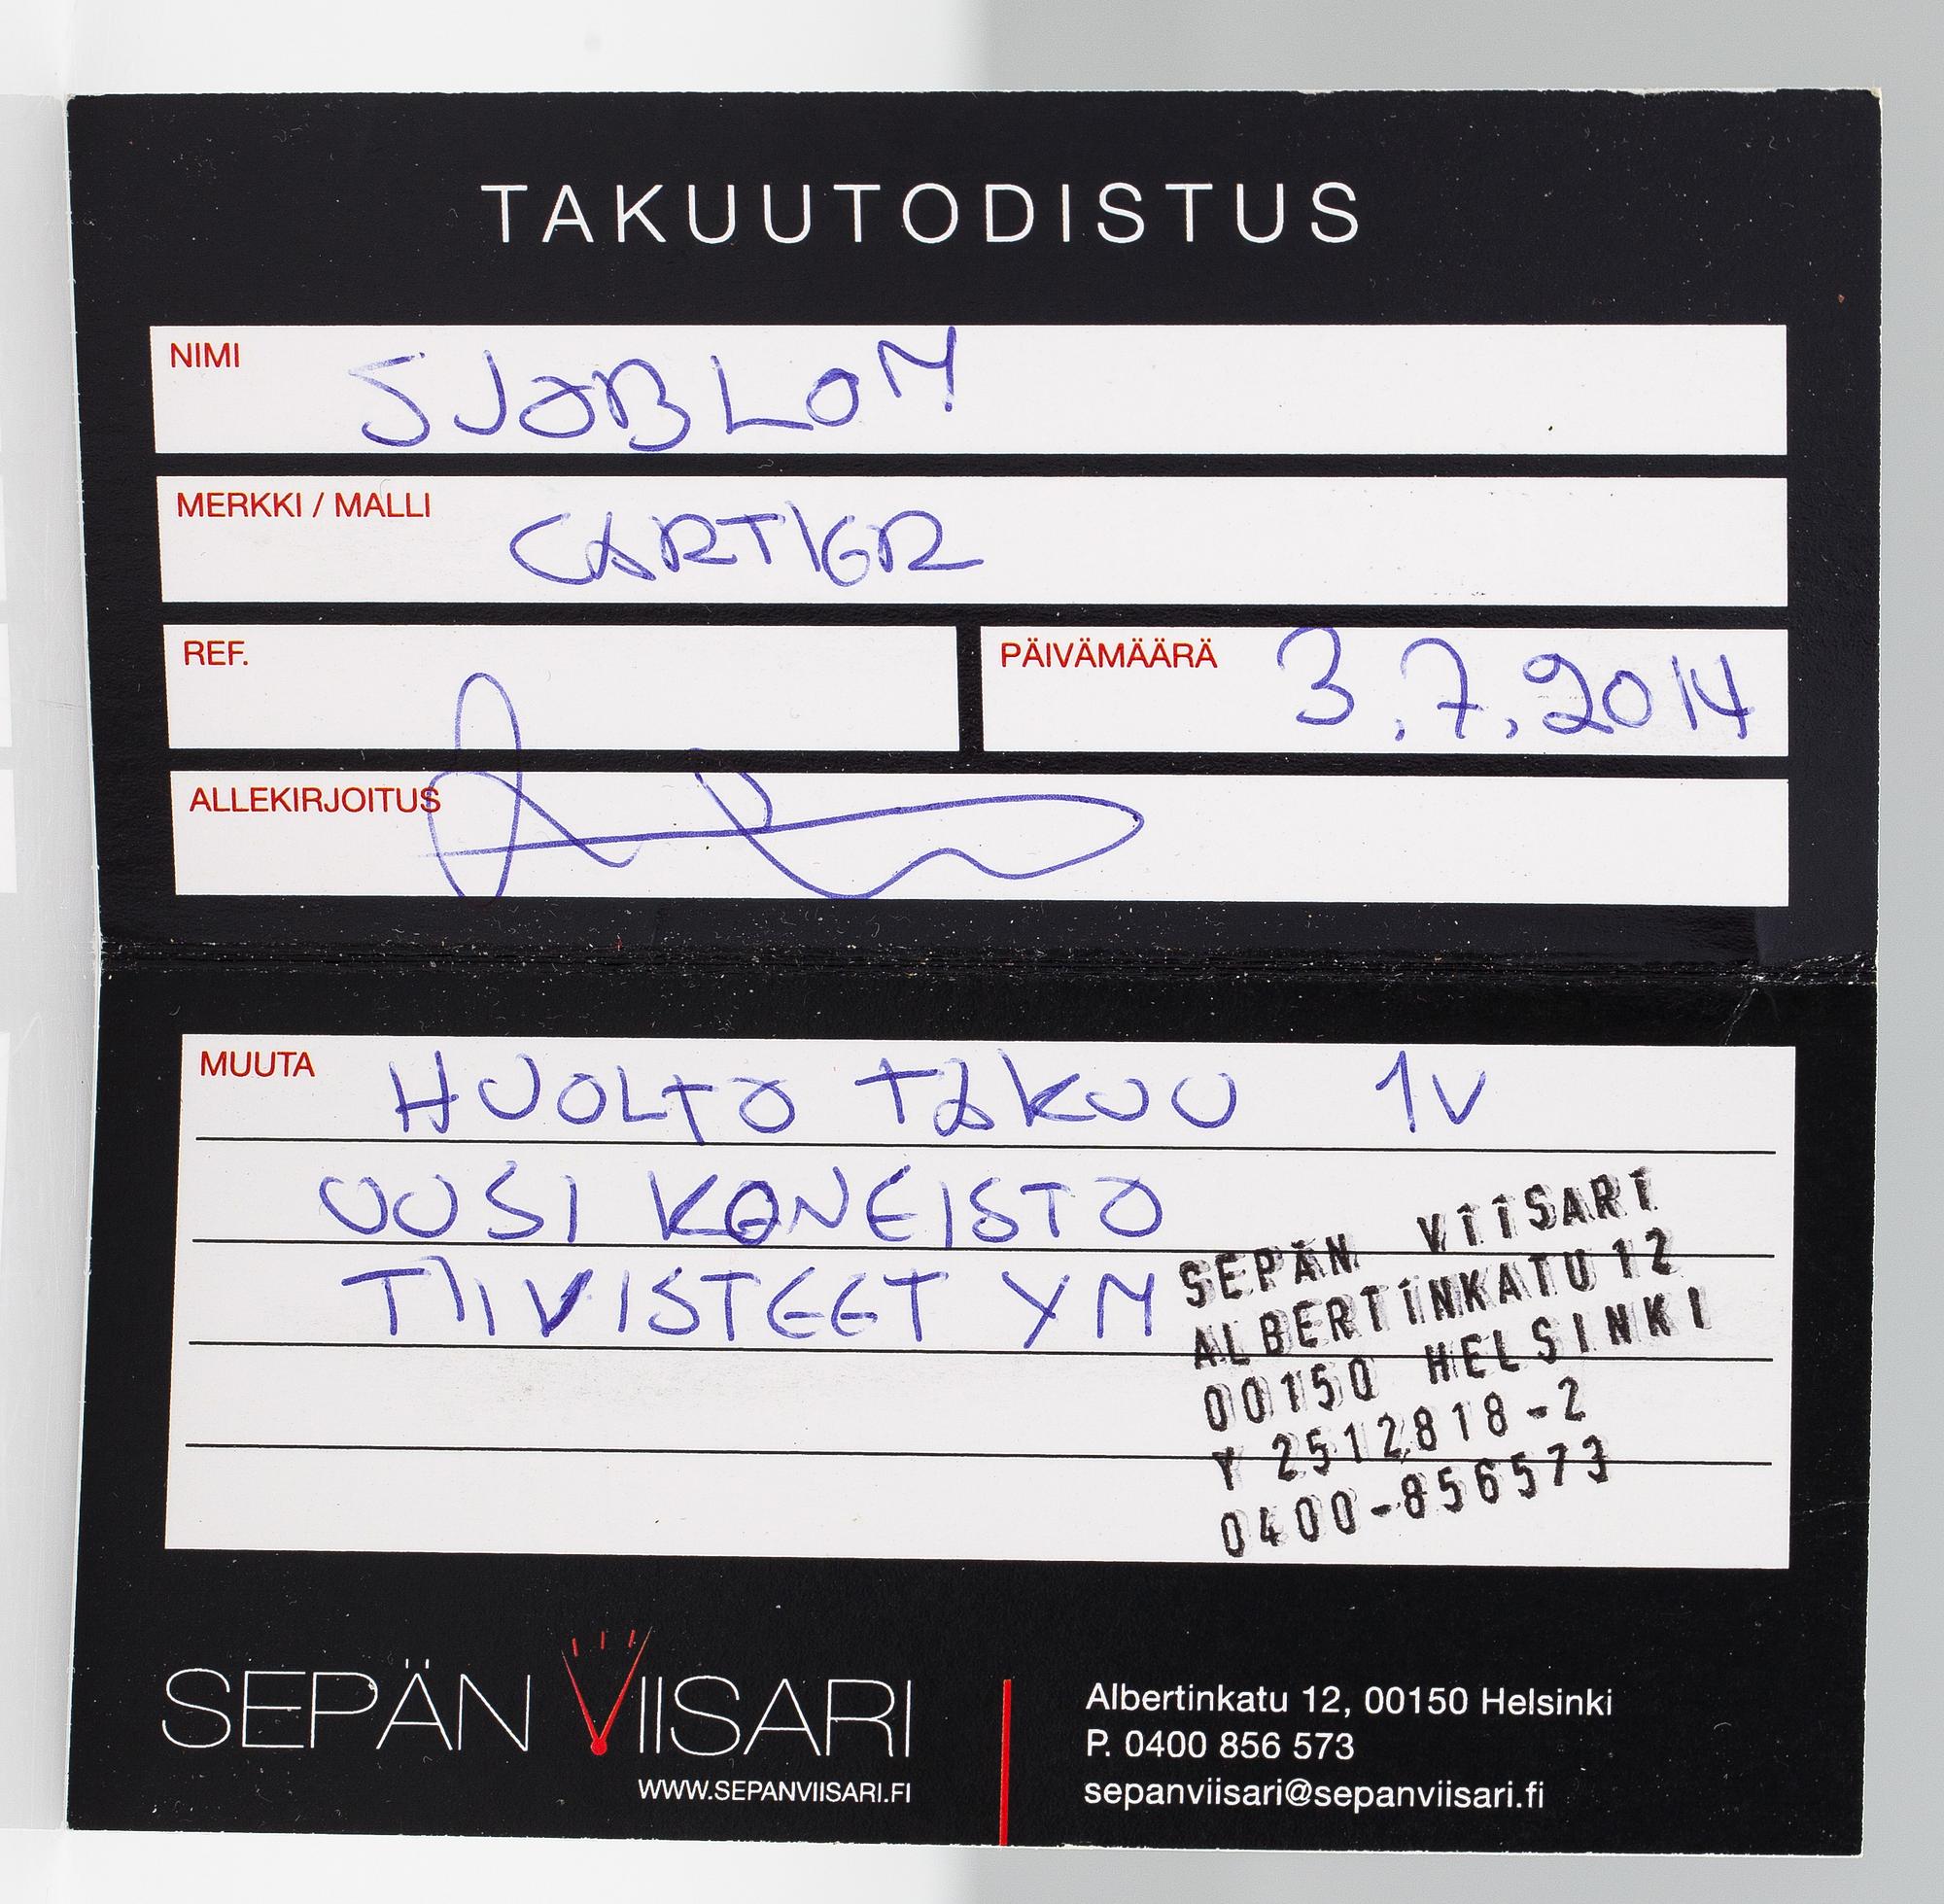 TAKUUTODISTUS
NIMI SJOBLOM
MERKKI / MALLI CARTIER
REF.
PÄIVÄMÄÄRÄ 3.7.2014
ALLEKIRJOITUS
MUUTA HUOLTO TAKUU 1V
UUSI KONEISTO
TIIVISTEET YM
SEPÄN VIISARI
ALBERTINKATU 12
00150 HELSINKI
Y 2512818-2
0400-856573
SEPÄN VIISARI
WWW.SEPANVIISARI.FI
Albertinkatu 12, 00150 Helsinki
P. 0400 856 573
sepanviisari@sepanviisari.fi